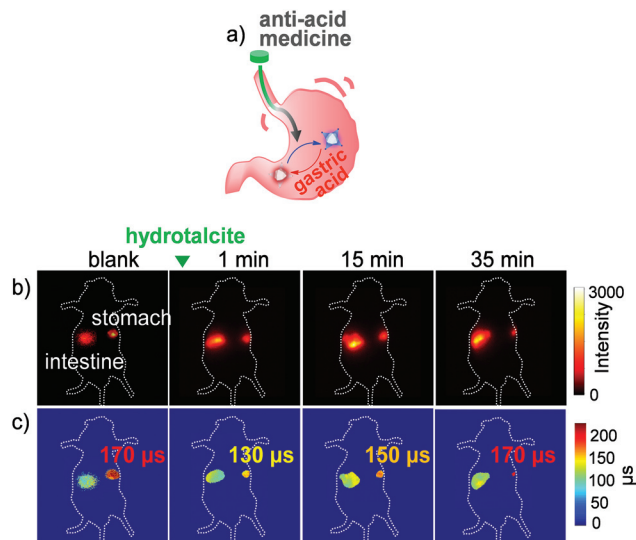 a)
anti-acid
medicine
gastric
acid
hydrotalcite
blank
1 min
15 min
35 min
b)
stomach
intestine
3000
Intensity
0
c)
170 µs
130 µs
150 µs
170 µs
200
150
100
50
0
µs